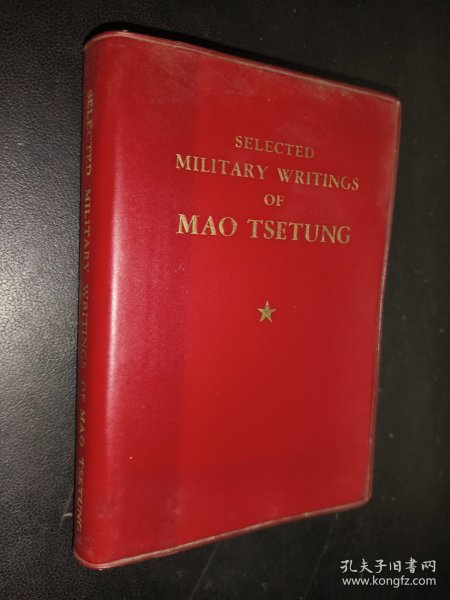 SELECTED
MILITARY WRITINGS
OF
MAO TSETUNG
SELECTED MILITARY WRITINGS OF MAO TSETUNG
孔夫子旧书网
www.kongfz.com